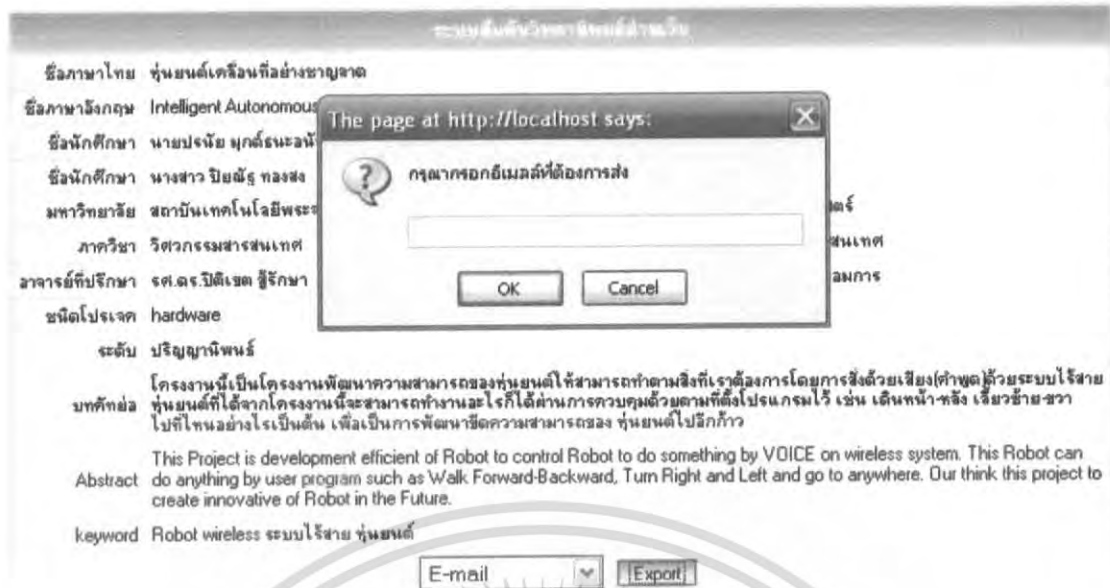 ระบบสืบค้นวิทยานิพนธ์ผ่านเว็บ
ชื่อภาษาไทย หุ่นยนต์เคลื่อนที่อย่างชาญฉลาด
ชื่อภาษาอังกฤษ Intelligent Autonomous
The page at http://localhost says:
ชื่อนักศึกษา นายปรนัย
ชื่อนักศึกษา นางสาว ปิยณัฐ ทองสง
กรุณากรอกอีเมลล์ที่ต้องการส่ง
มหาวิทยาลัย สถาบันเทคโนโลยีพระจ
ภาควิชา วิศวกรรมสารสนเทศ สนเทศ
อาจารย์ที่ปรึกษา รศ.ดร.ปิติเขต สู้รักษา
OK Cancel
ชนิดโปรเจค hardware
ระดับ ปริญญานิพนธ์
บทคัทย่อ โครงงานนี้เป็นโครงงานพัฒนาความสามารถของหุ่นยนต์ให้สามารถทำตามสิ่งที่เราต้องการโดยการสั่งด้วยเสียง(คำพูด)ด้วยระบบไร้สาย
หุ่นยนต์ที่ได้จากโครงงานนี้จะสามารถทำงานอะไรก็ได้ผ่านการควบคุมด้วยตามที่ตั้งโปรแกรมไว้ เช่น เดินหน้า-หลัง เลี้ยวซ้าย-ขวา
ไปที่ไหนอย่างไรเป็นต้น เพื่อเป็นการพัฒนาขีดความสามารถของ หุ่นยนต์ไปอีกก้าว
Abstract This Project is development efficient of Robot to control Robot to do something by VOICE on wireless system. This Robot can
do anything by user program such as Walk Forward-Backward, Turn Right and Left and go to anywhere. Our think this project to
create innovative of Robot in the Future.
keyword Robot wireless ระบบไร้สาย หุ่นยนต์
E-mail Export